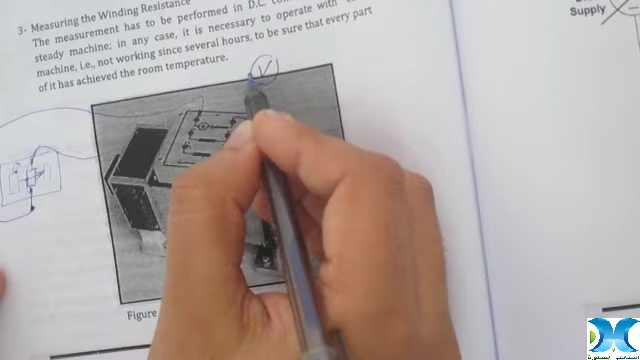 3- Measuring the Winding Resistance
The measurement has to be performed in D.C.
steady machine; in any case, it is necessary to operate with
machine, i.e., not working since several hours, to be sure that every part
of it has achieved the room temperature.
V
Figure
Supply